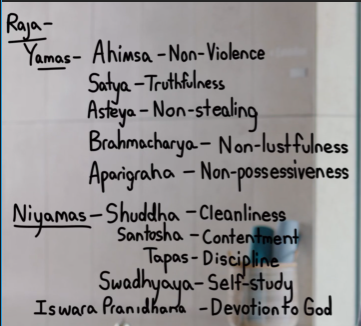 Raja-
Yamas- Ahimsa - Non-Violence
Satya - Truthfulness
Asteya - Non-stealing
Brahmacharya - Non-lustfulness
Aparigraha - Non-possessiveness
Niyamas - Shuddha - Cleanliness
Santosha - Contentment
Tapas - Discipline
Swadhyaya - Self-study
Iswara Pranidhana - Devotion to God